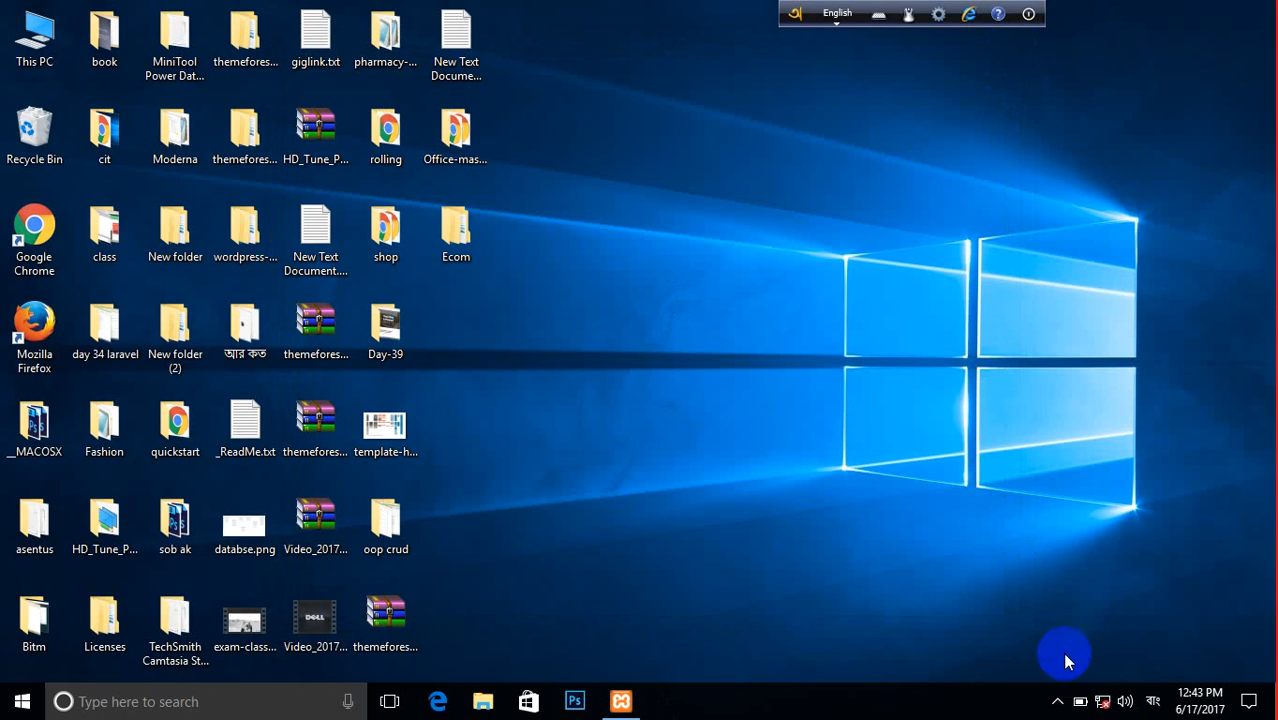 English
This PC
book
MiniTool
Power Dat...
themefores...
giglink.txt
pharmacy-...
New Text
Docume...
Recycle Bin
cit
Moderna
themefores...
HD_Tune_P...
rolling
Office-mas...
Google
Chrome
class
New folder
wordpress-...
New Text
Document....
shop
Ecom
Mozilla
Firefox
day 34 laravel
New folder
(2)
আর কত
themefores...
Day-39
__MACOSX
Fashion
quickstart
_ReadMe.txt
themefores...
template-h...
asentus
HD_Tune_P...
sob ak
databse.png
Video_2017...
oop crud
DELL
Bitm
Licenses
TechSmith
Camtasia St...
exam-class...
Video_2017...
themefores...
Type here to search
Ps
বাং
12:43 PM
6/17/2017